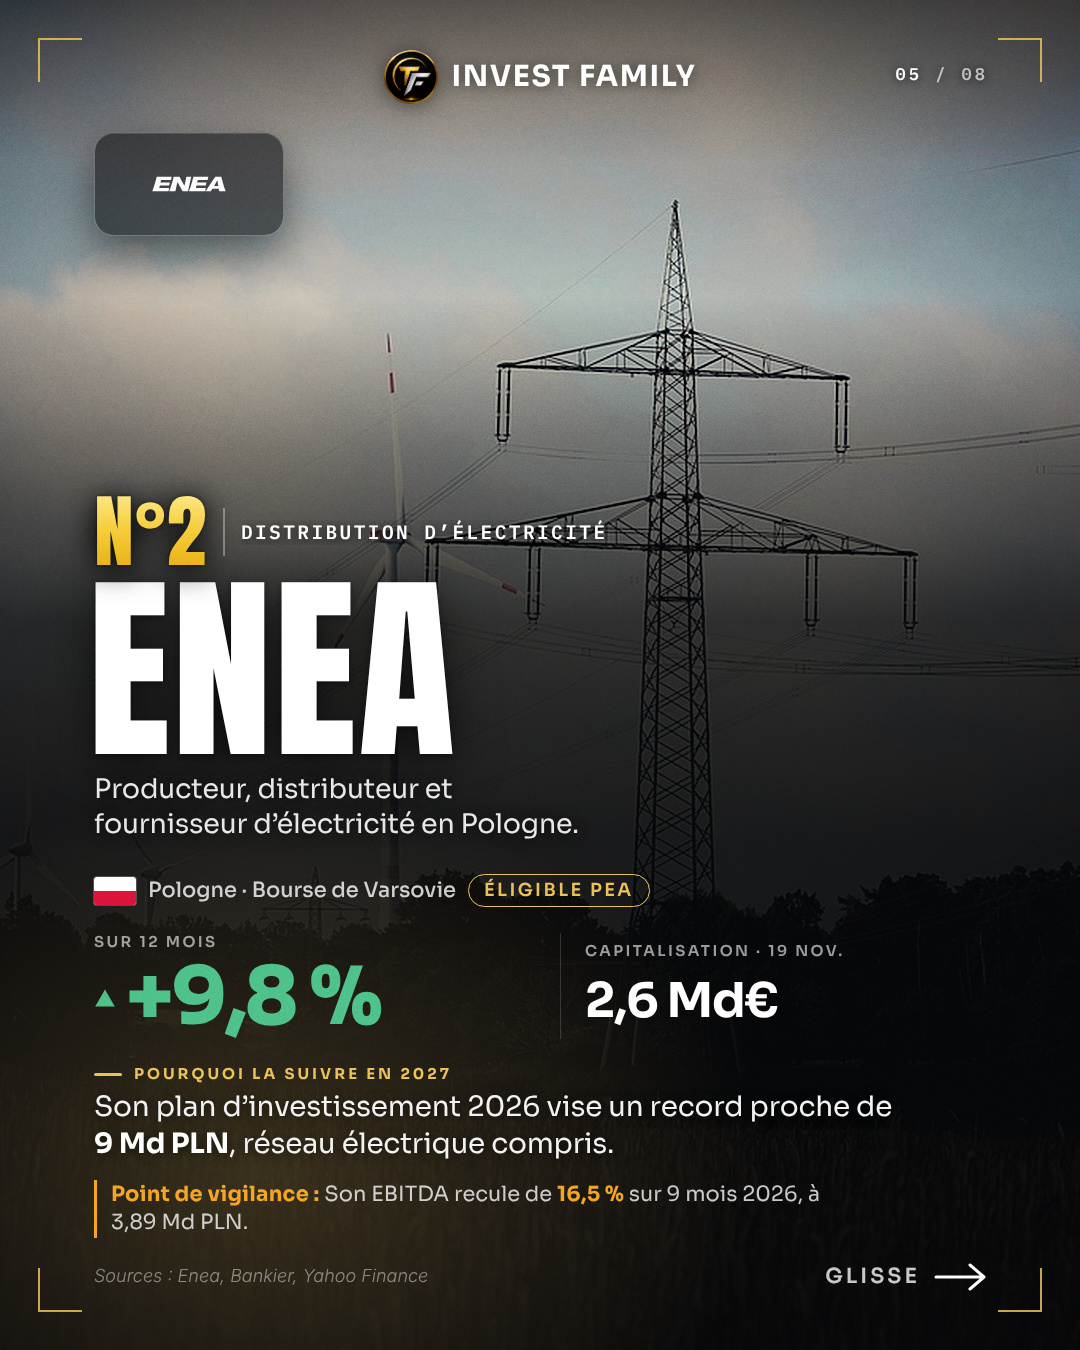 INVEST FAMILY
05 / 08
ENEA
N°2
DISTRIBUTION D’ÉLECTRICITÉ
ENEA
Producteur, distributeur et
fournisseur d’électricité en Pologne.
Pologne · Bourse de Varsovie
ÉLIGIBLE PEA
SUR 12 MOIS
▲ +9,8 %
CAPITALISATION · 19 NOV.
2,6 Md€
POURQUOI LA SUIVRE EN 2027
Son plan d’investissement 2026 vise un record proche de
9 Md PLN, réseau électrique compris.
Point de vigilance : Son EBITDA recule de 16,5 % sur 9 mois 2026, à
3,89 Md PLN.
Sources : Enea, Bankier, Yahoo Finance
GLISSE